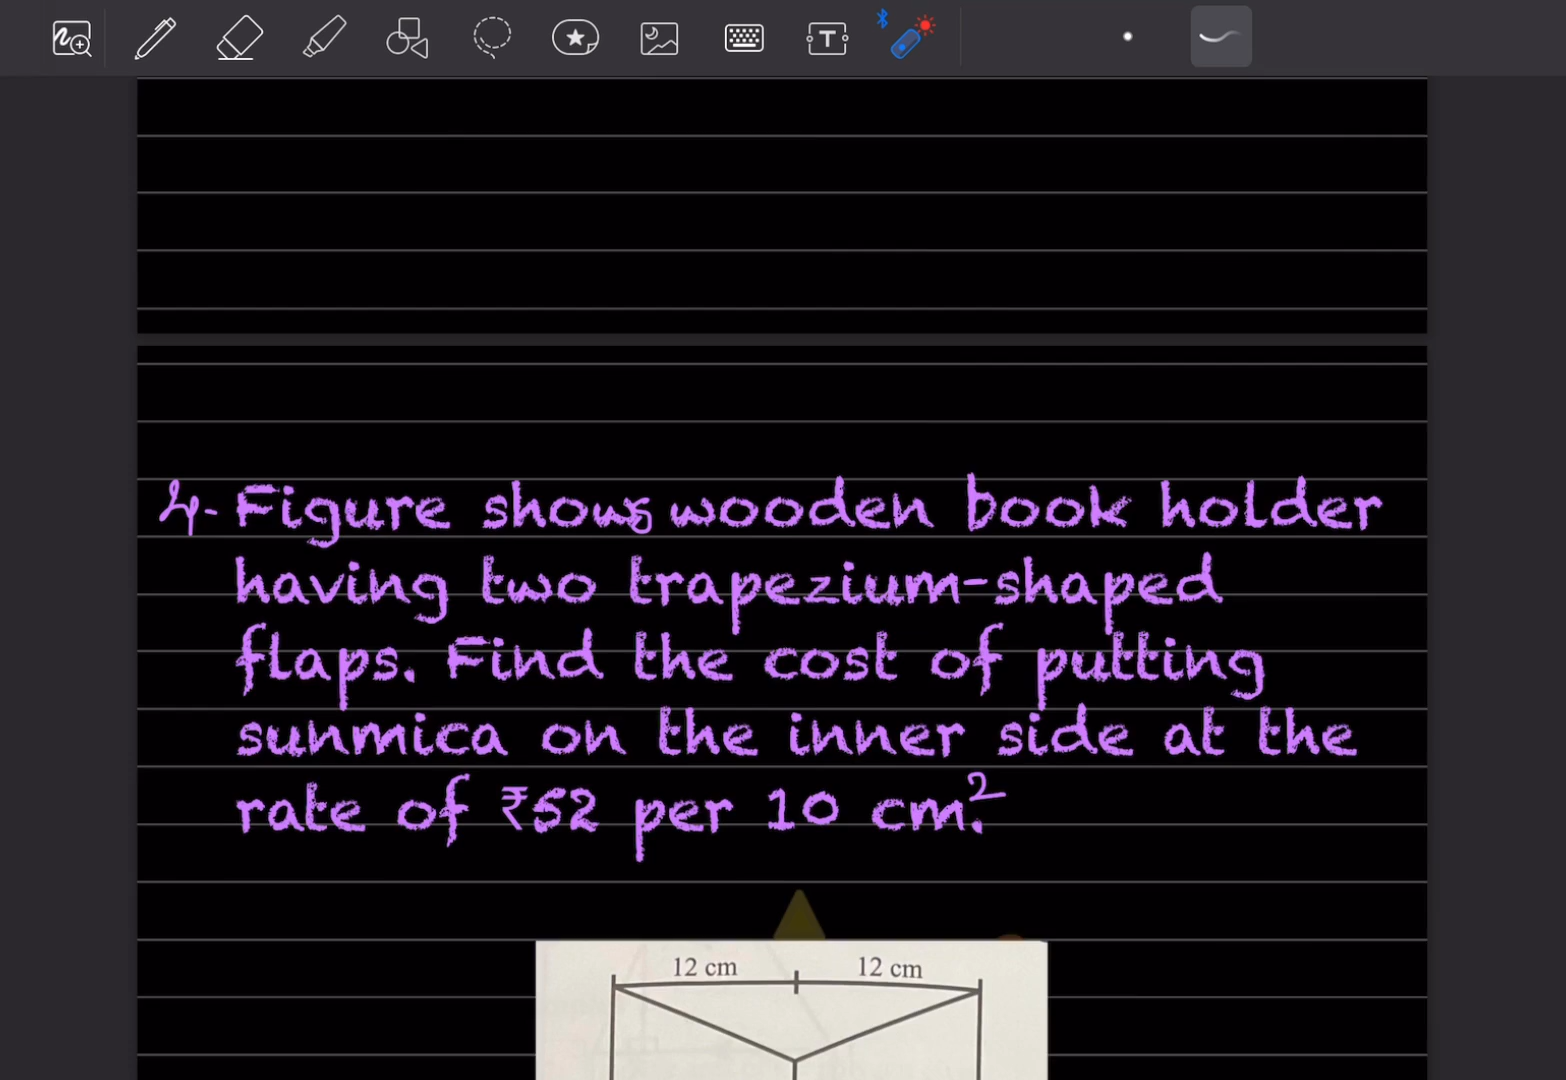 4. Figure shows wooden book holder
having two trapezium-shaped
flaps. Find the cost of putting
sunmica on the inner side at the
rate of ₹52 per 10 cm².
12 cm 12 cm